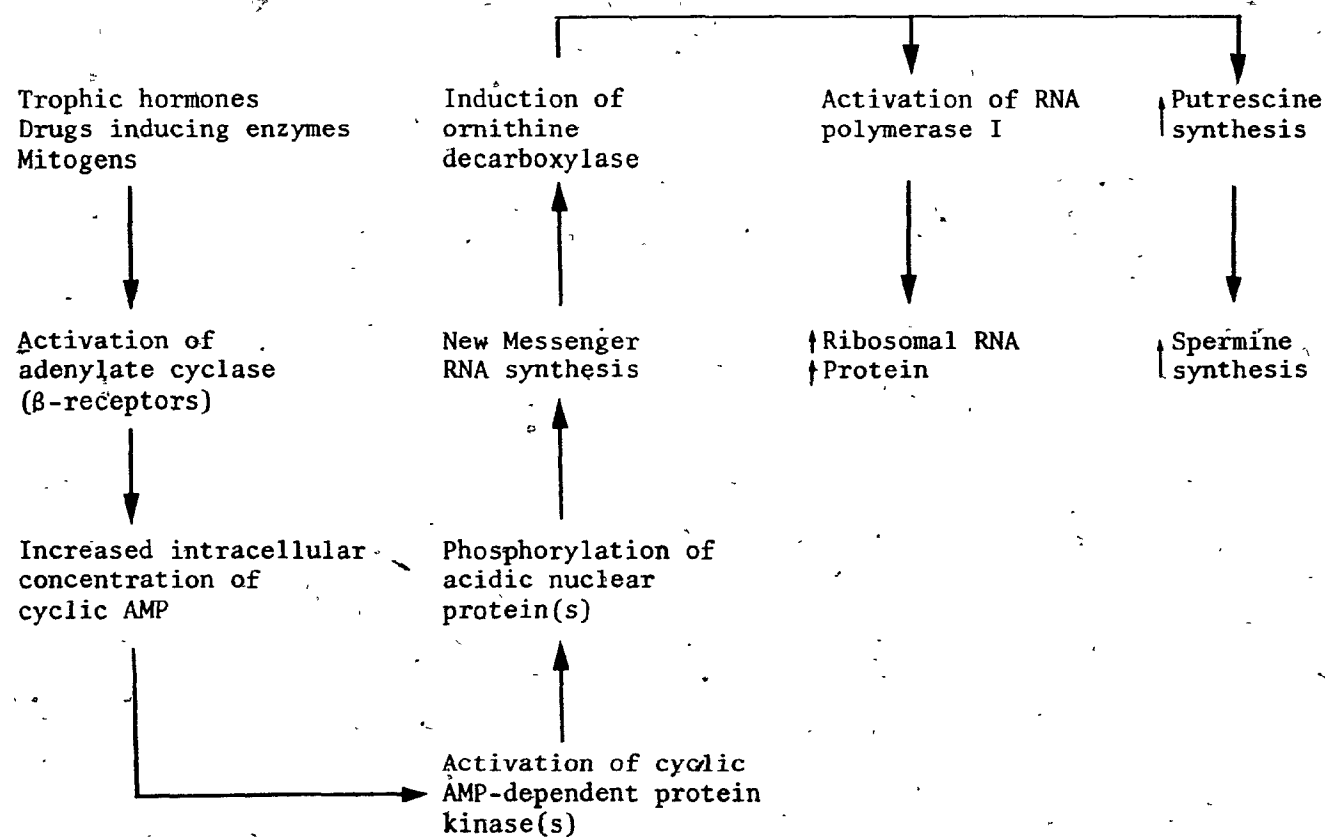 Trophic hormones
Drugs inducing enzymes
Mitogens
Activation of
adenylate cyclase
(β-receptors)
Increased intracellular
concentration of
cyclic AMP
Activation of cyclic
AMP-dependent protein
kinase(s)
Phosphorylation of
acidic nuclear
protein(s)
New Messenger
RNA synthesis
Induction of
ornithine
decarboxylase
Activation of RNA
polymerase I
↑Ribosomal RNA
↑Protein
↑Putrescine
synthesis
↑Spermine
synthesis